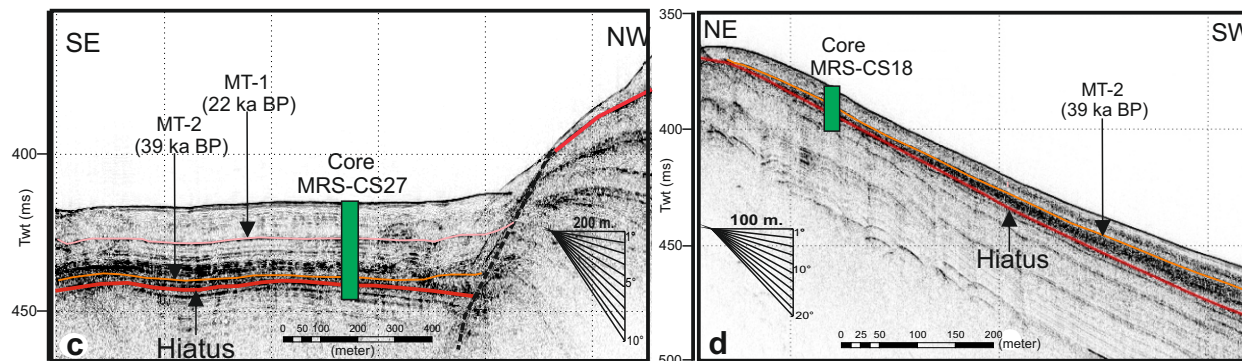 SE
NW
MT-1
(22 ka BP)
MT-2
(39 ka BP)
Core
MRS-CS27
400
450
Twt (ms)
200 m.
1°
5°
10°
0 50 100 200 300 400
(meter)
Hiatus
c
350
NE
SW
Core
MRS-CS18
MT-2
(39 ka BP)
400
450
500
Twt (ms)
100 m.
1°
10°
20°
Hiatus
0 25 50 100 150 200
(meter)
d